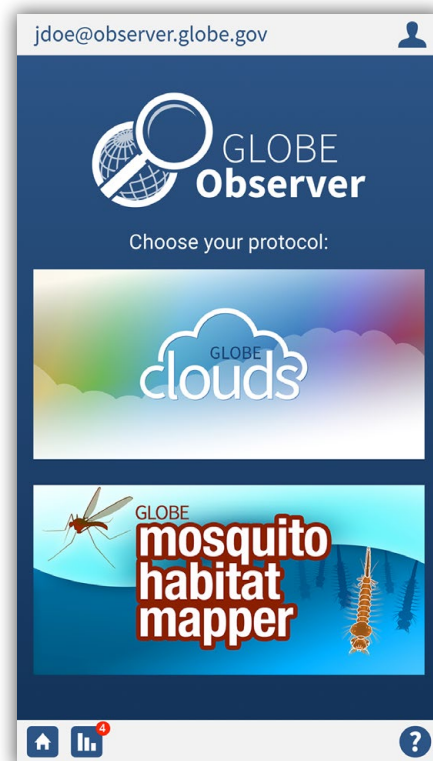 jdoe@observer.globe.gov
GLOBE
Observer
Choose your protocol:
GLOBE
clouds
GLOBE
mosquito
habitat
mapper
4
?